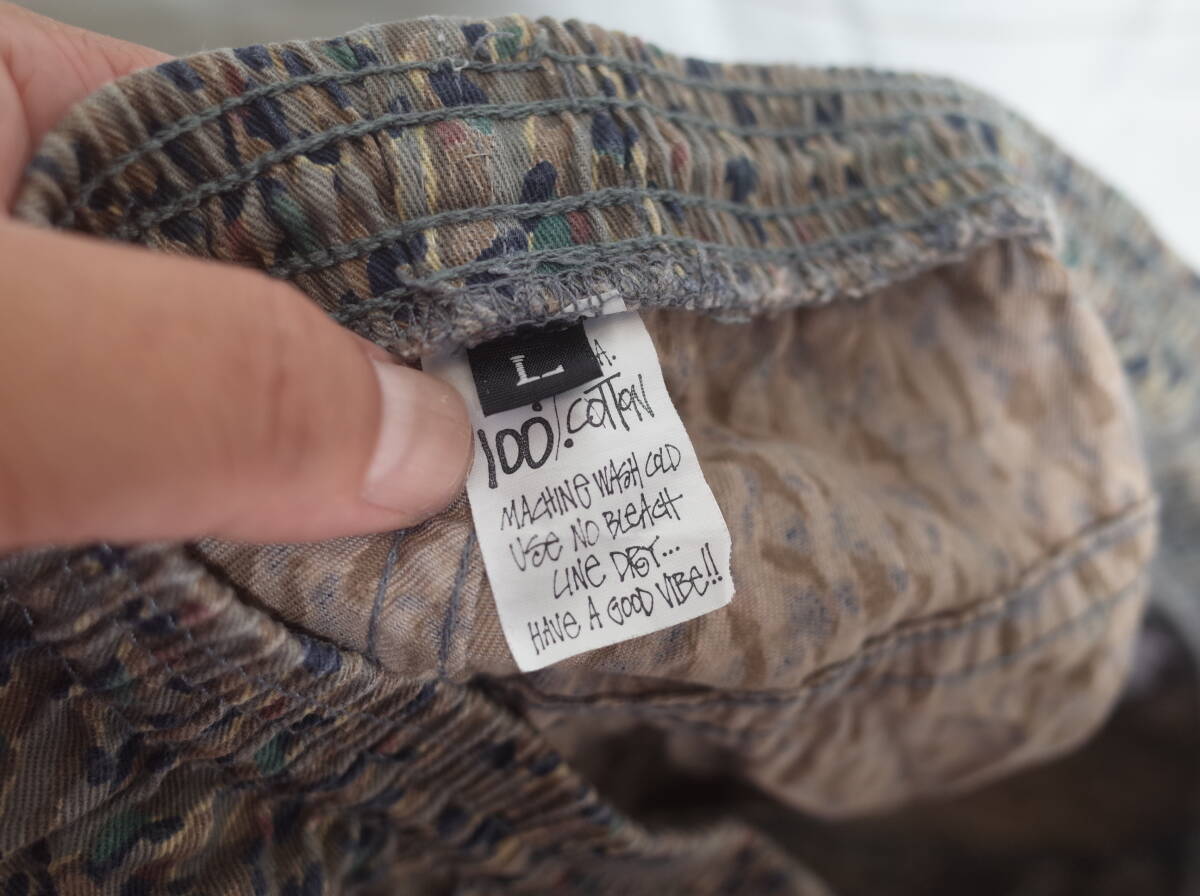 L
A.
100% COTTON
MACHINE WASH COLD
USE NO BLEACH
LINE DRY...
HAVE A GOOD VIBE!!